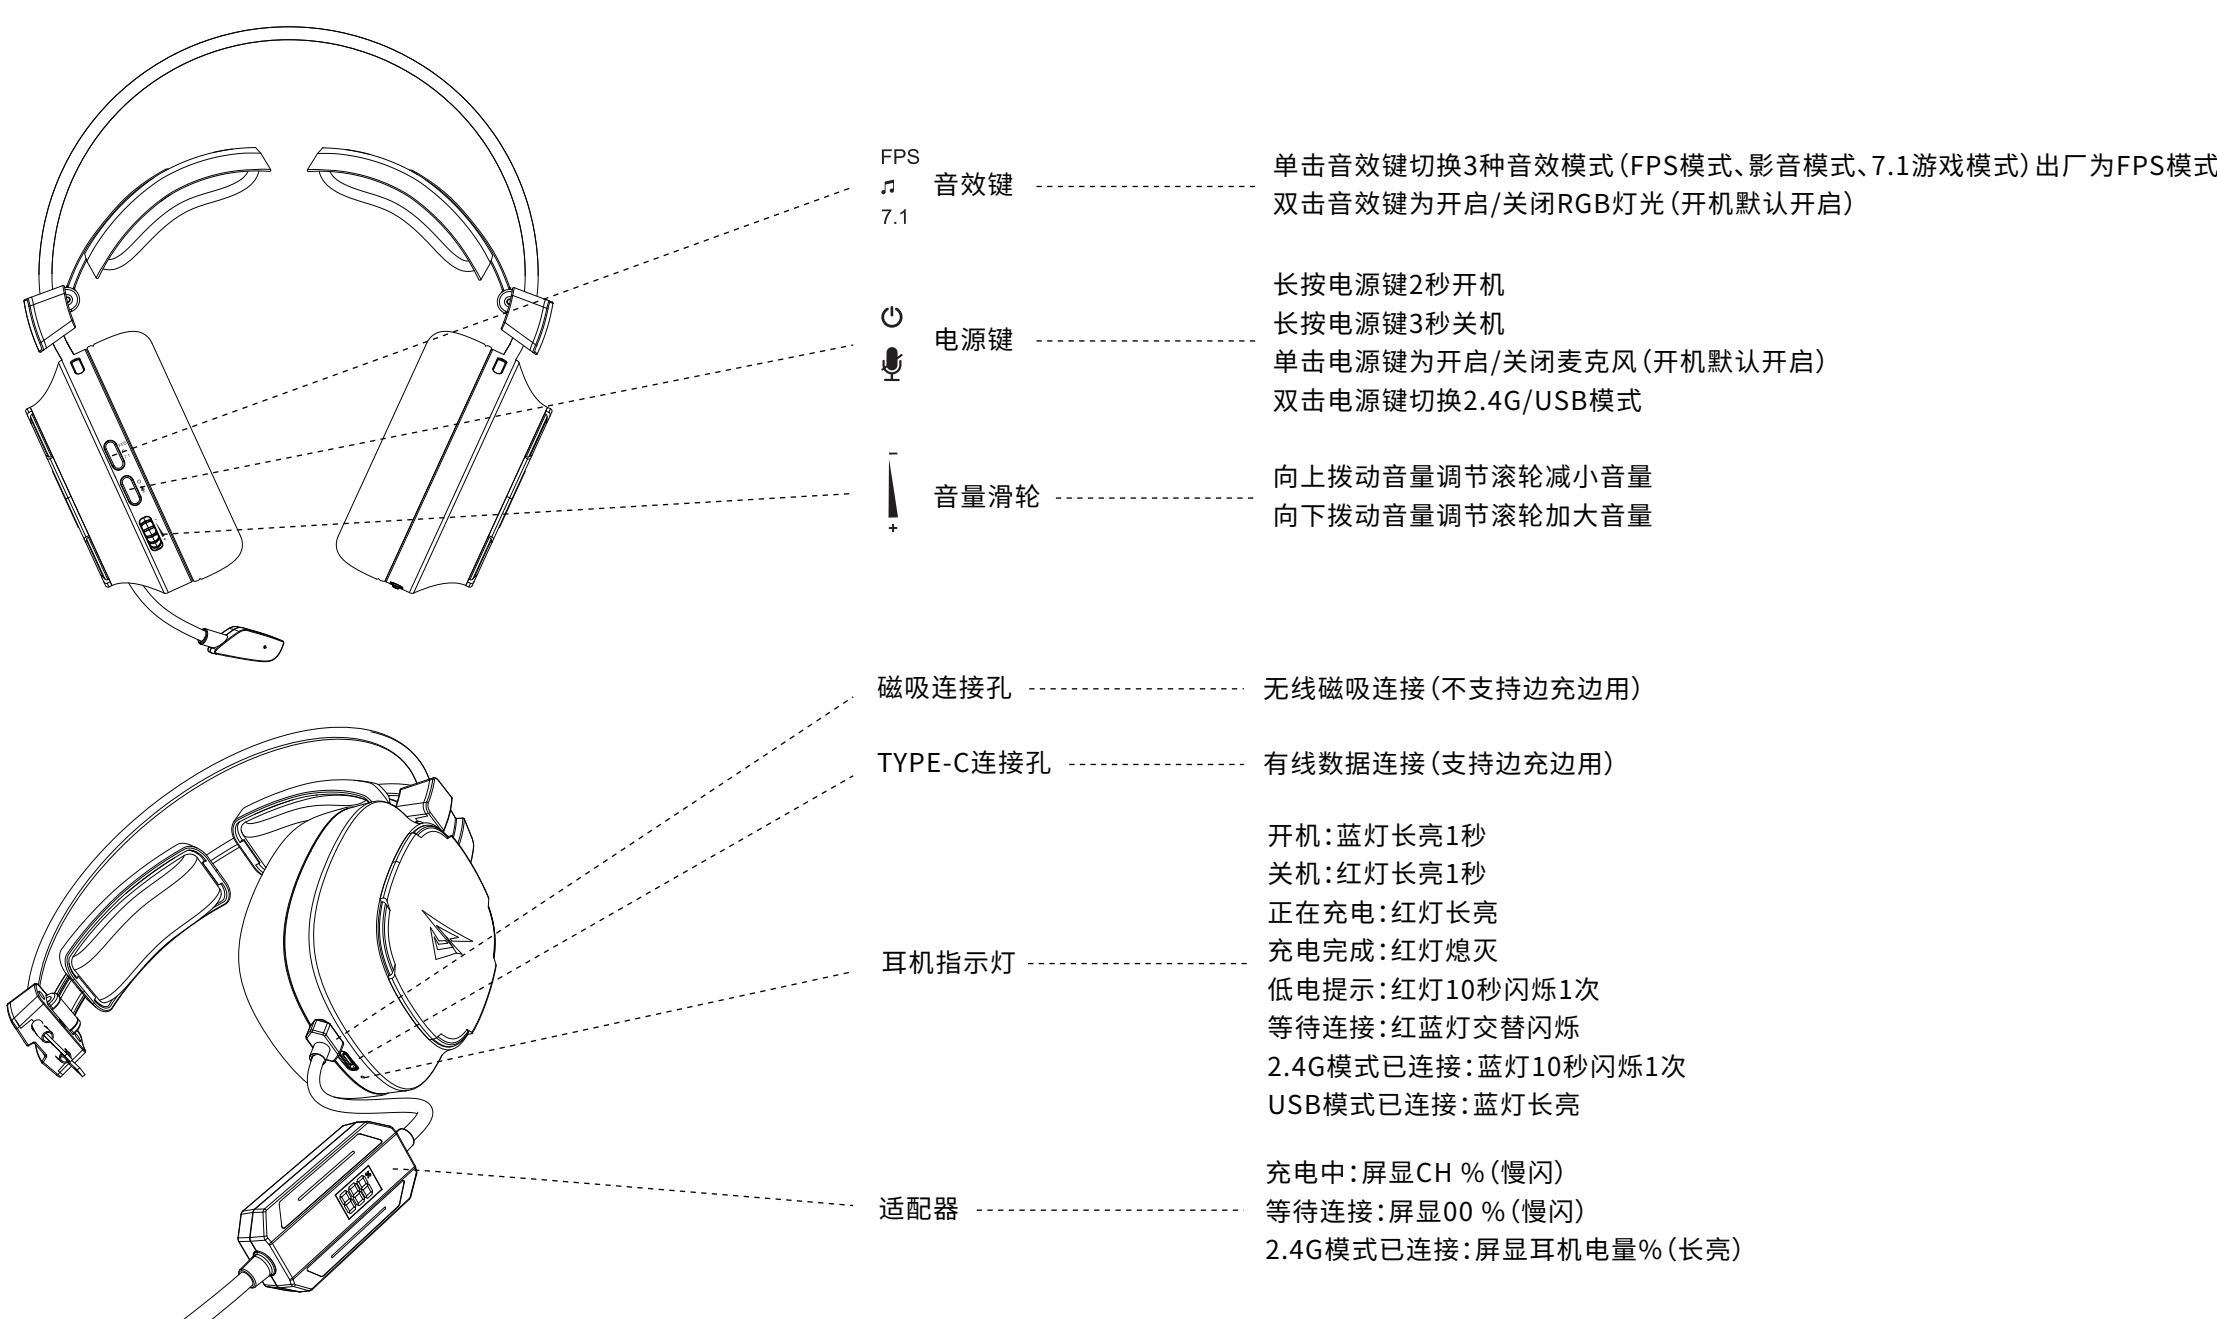 FPS
7.1
音效键
单击音效键切换3种音效模式(FPS模式、影音模式、7.1游戏模式)出厂为FPS模式
双击音效键为开启/关闭RGB灯光(开机默认开启)
电源键
长按电源键2秒开机
长按电源键3秒关机
单击电源键为开启/关闭麦克风(开机默认开启)
双击电源键切换2.4G/USB模式
−
+
音量滑轮
向上拨动音量调节滚轮减小音量
向下拨动音量调节滚轮加大音量
磁吸连接孔
无线磁吸连接(不支持边充边用)
TYPE-C连接孔
有线数据连接(支持边充边用)
耳机指示灯
开机:蓝灯长亮1秒
关机:红灯长亮1秒
正在充电:红灯长亮
充电完成:红灯熄灭
低电提示:红灯10秒闪烁1次
等待连接:红蓝灯交替闪烁
2.4G模式已连接:蓝灯10秒闪烁1次
USB模式已连接:蓝灯长亮
适配器
充电中:屏显CH %(慢闪)
等待连接:屏显00 %(慢闪)
2.4G模式已连接:屏显耳机电量%(长亮)